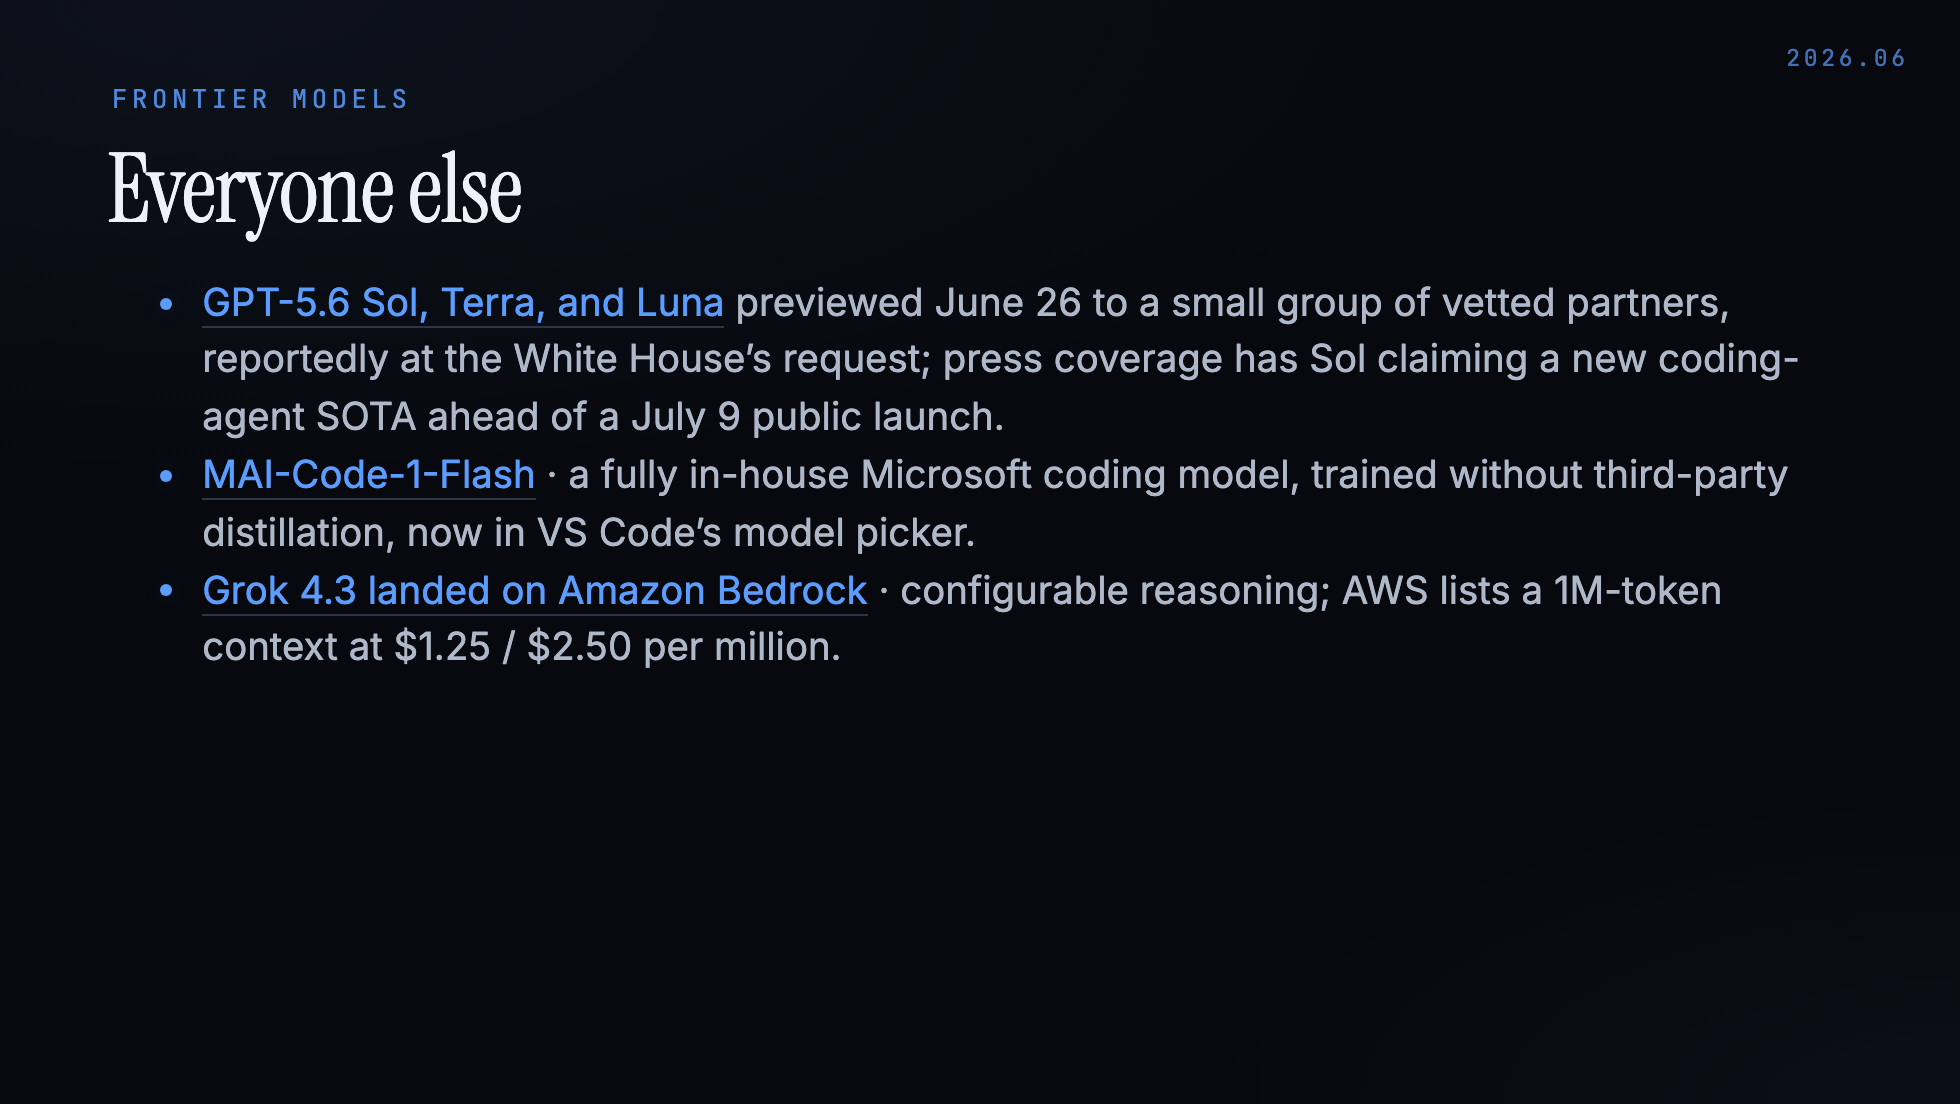 2026.06
FRONTIER MODELS
Everyone else
• GPT-5.6 Sol, Terra, and Luna previewed June 26 to a small group of vetted partners,
reportedly at the White House’s request; press coverage has Sol claiming a new coding-
agent SOTA ahead of a July 9 public launch.
• MAI-Code-1-Flash · a fully in-house Microsoft coding model, trained without third-party
distillation, now in VS Code’s model picker.
• Grok 4.3 landed on Amazon Bedrock · configurable reasoning; AWS lists a 1M-token
context at $1.25 / $2.50 per million.